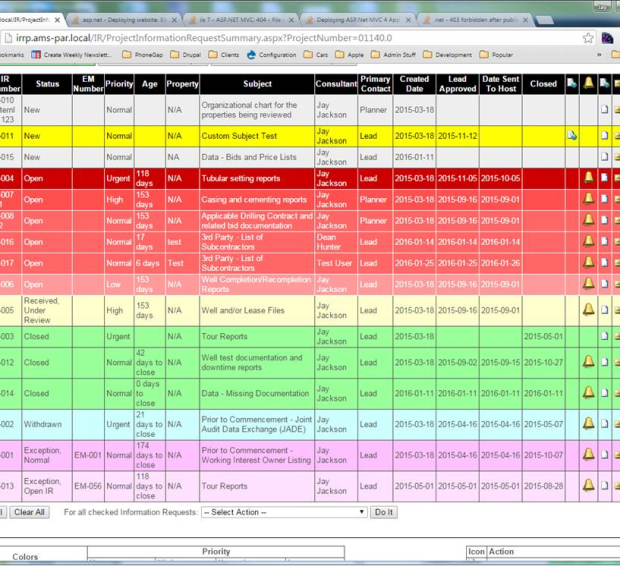 asp.net - Deploying website: 50
iis 7 - ASP.NET MVC: 404 - File
Deploying ASP.Net MVC 4 App
.net - 403 forbidden after publis
irrp.ams-par.local/IR/ProjectInformationRequestSummary.aspx?ProjectNumber=01140.0
ookmarks Create Weekly Newslett... PhoneGap Drupal Clients Configuration Cars Apple Admin Stuff Development Popular
IR
umber Status EM Number Priority Age Property Subject Consultant Primary Contact Created Date Lead Approved Date Sent To Host Closed
-010
123 New Normal N/A Organizational chart for the properties being reviewed Jay Jackson Planner 2015-03-18
-011 New Normal N/A Custom Subject Test Jay Jackson Lead 2015-03-18 2015-11-12
-015 New Normal NA Data - Bids and Price Lists Jay Jackson Lead 2016-01-11
-004 Open Urgent 118 days N/A Tubular setting reports Jay Jackson Lead 2015-03-18 2015-11-05 2015-10-05
-007 Open High 153 days N/A Casing and cementing reports Jay Jackson Planner 2015-03-18 2015-09-16 2015-09-01
-008 Open Normal 153 days N/A Applicable Drilling Contract and related bid documentation Jay Jackson Planner 2015-03-18 2015-09-16 2015-09-01
-016 Open Normal 17 days test 3rd Party - List of Subcontractors Dean Hunter Lead 2016-01-14 2016-01-14 2016-01-14
-017 Open Normal 6 days Test 3rd Party - List of Subcontractors Test User Lead 2016-01-25 2016-01-25 2016-01-26
-006 Open Low 153 days N/A Well Completion/Recompletion Reports Jay Jackson Lead 2015-03-18 2015-09-16 2015-09-01
-005 Received, Under Review High 153 days N/A Well and/or Lease Files Jay Jackson Lead 2015-03-18 2015-09-16 2015-09-01
-003 Closed Urgent N/A Tour Reports Jay Jackson Lead 2015-03-18 2015-05-01
-012 Closed Normal 42 days to close N/A Well test documentation and downtime reports Jay Jackson Lead 2015-03-18 2015-09-02 2015-09-15 2015-10-27
-014 Closed Normal 0 days to close N/A Data - Missing Documentation Jay Jackson Lead 2016-01-11 2016-01-11 2016-01-11 2016-01-11
-002 Withdrawn Urgent 21 days to close N/A Prior to Commencement - Joint Audit Data Exchange (JADE) Jay Jackson Lead 2015-03-18 2015-04-16 2015-04-16 2015-05-07
-001 Exception, Normal EM-001 Normal 174 days to close N/A Prior to Commencement - Working Interest Owner Listing Jay Jackson Lead 2015-03-18 2015-04-16 2015-04-16 2015-10-07
-013 Exception, Open IR EM-056 Normal 118 days to close N/A Tour Reports Jay Jackson Lead 2015-05-01 2015-05-01 2015-05-01 2015-08-28
Clear All For all checked Information Requests: -- Select Action -- Do It
Colors Priority Icon Action